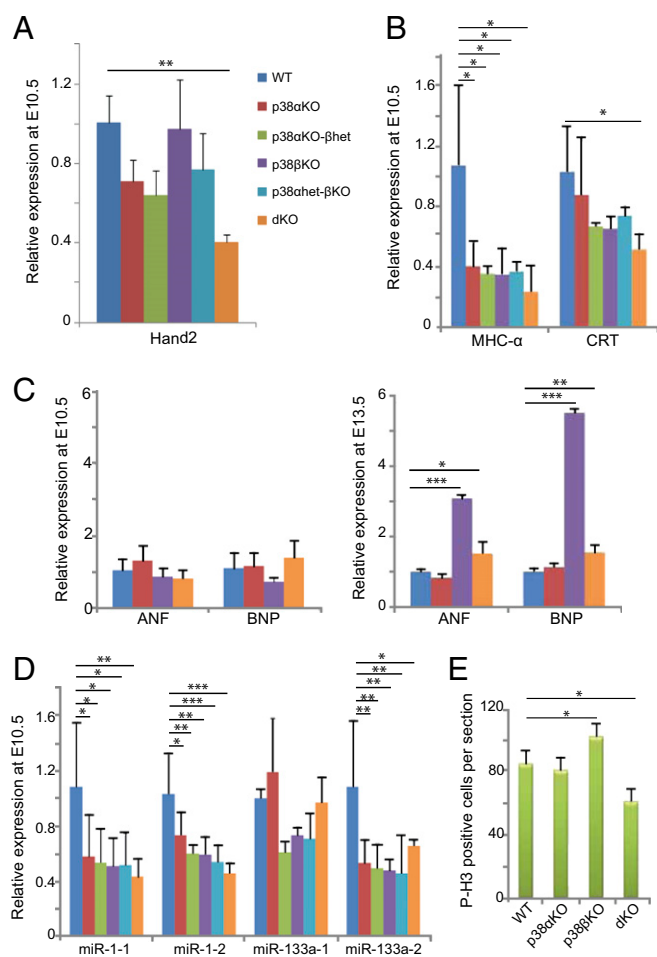 A
Relative expression at E10.5
1.2
0.8
0.4
0
**
Hand2
WT
p38αKO
p38αKO-βhet
p38βKO
p38αhet-βKO
dKO
B
Relative expression at E10.5
1.6
1.2
0.8
0.4
0
*
*
*
*
*
*
MHC-α CRT
C
Relative expression at E10.5
6
4
2
0
ANF BNP
Relative expression at E13.5
6
4
2
0
*
***
**
***
ANF BNP
D
Relative expression at E10.5
1.6
1.2
0.8
0.4
0
**
*
*
*
*
***
***
**
**
*
*
**
**
**
**
miR-1-1 miR-1-2 miR-133a-1 miR-133a-2
E
P-H3 positive cells per section
120
80
40
0
*
*
WT
p38αKO
p38βKO
dKO